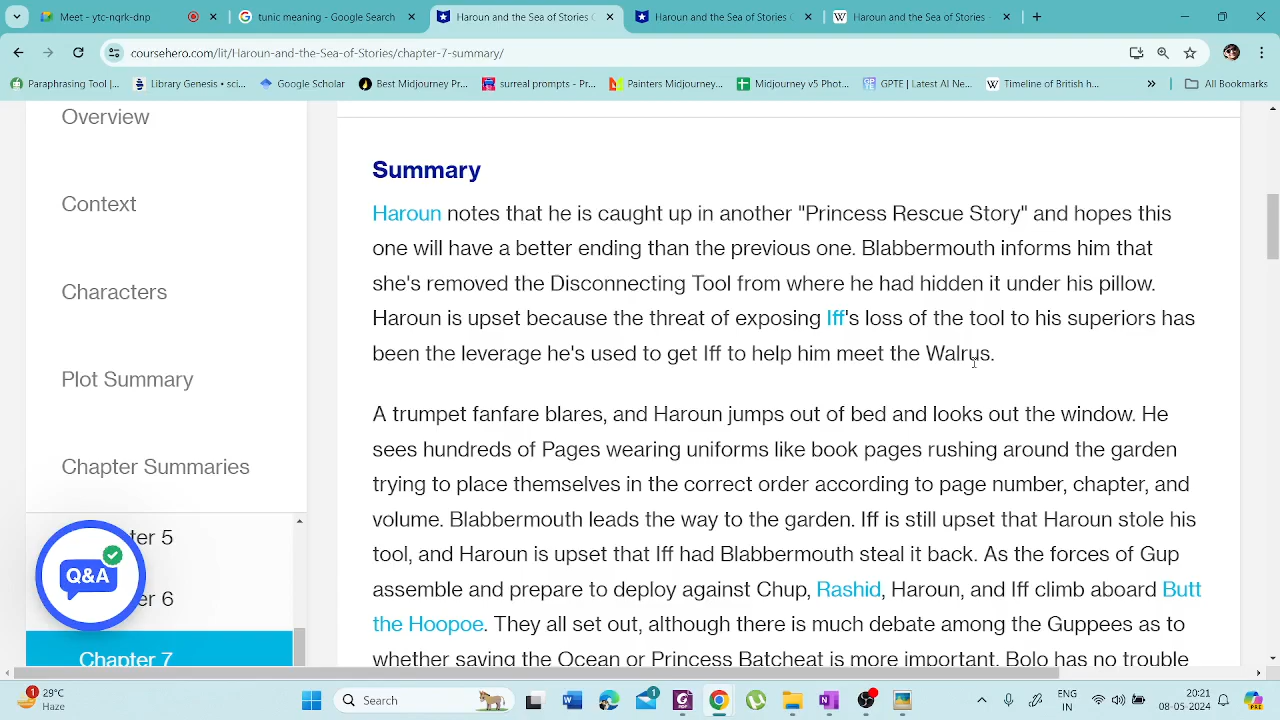 yt-mkc-dis
tunic meaning - Google Search
Haroun and the Sea of Stories C
Haroun and the Sea of Stories
Haroun and the Sea of Stories -
coursehero.com/lit/Haroun-and-the-Sea-of-Stories/chapter-7-summary/
Paraphrasing Tool |...
Library Genesis • sci...
Google Scholar
Best Midjourney Pr...
surreal prompts - Pr...
Painters Midjourney...
Midjourney v5 Phot...
GPTE | Latest AI Ne...
Timeline of British h...
»
All Bookmarks
Overview
Context
Characters
Plot Summary
Chapter Summaries
ter 5
ter 6
Chapter 7
Q&A
Summary
Haroun notes that he is caught up in another "Princess Rescue Story" and hopes this
one will have a better ending than the previous one. Blabbermouth informs him that
she's removed the Disconnecting Tool from where he had hidden it under his pillow.
Haroun is upset because the threat of exposing Iff's loss of the tool to his superiors has
been the leverage he's used to get Iff to help him meet the Walrus.
A trumpet fanfare blares, and Haroun jumps out of bed and looks out the window. He
sees hundreds of Pages wearing uniforms like book pages rushing around the garden
trying to place themselves in the correct order according to page number, chapter, and
volume. Blabbermouth leads the way to the garden. Iff is still upset that Haroun stole his
tool, and Haroun is upset that Iff had Blabbermouth steal it back. As the forces of Gup
assemble and prepare to deploy against Chup, Rashid, Haroun, and Iff climb aboard Butt
the Hoopoe. They all set out, although there is much debate among the Guppees as to
whether saving the Ocean or Princess Batcheat is more important. Bolo has no trouble
1
29°C
Haze
Search
1
ENG
IN
20:21
08-05-2024